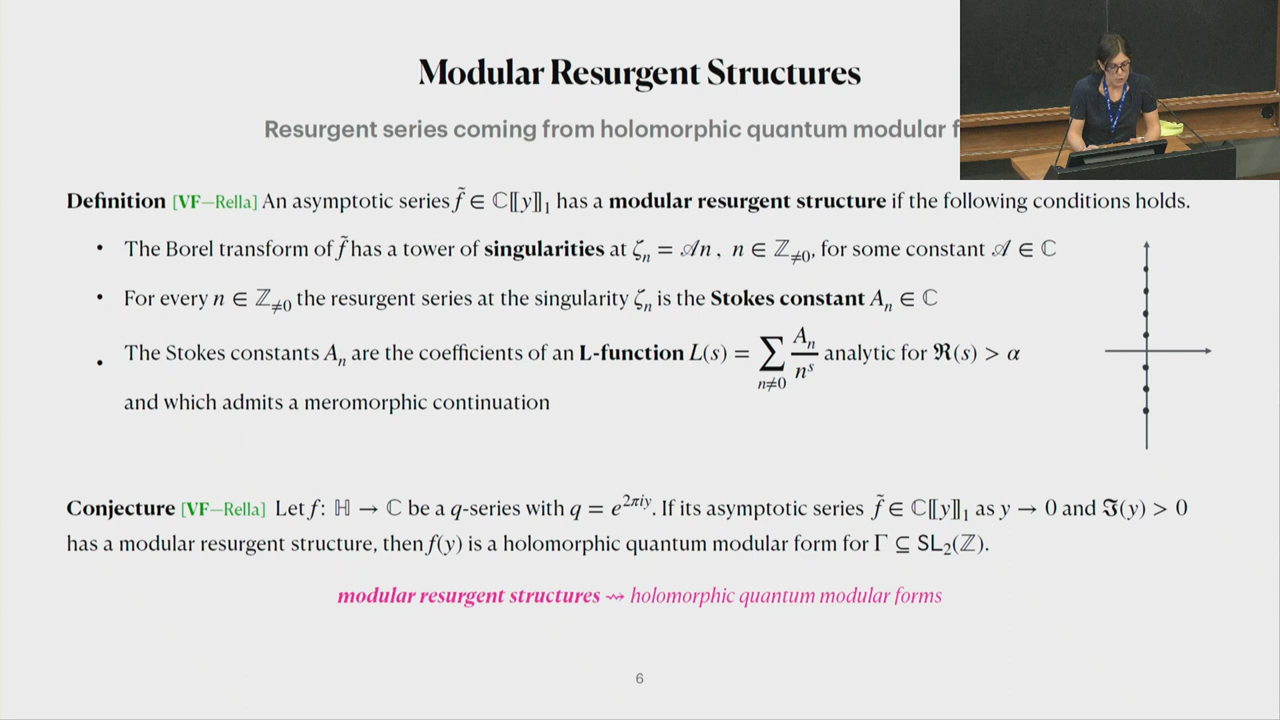 Modular Resurgent Structures
Resurgent series coming from holomorphic quantum modular
Definition [VF—Rella] An asymptotic series f̃ ∈ ℂ[[y]]₁ has a modular resurgent structure if the following conditions holds.
• The Borel transform of f̃ has a tower of singularities at ζₙ = 𝒜n , n ∈ ℤ≠₀, for some constant 𝒜 ∈ ℂ
• For every n ∈ ℤ≠₀ the resurgent series at the singularity ζₙ is the Stokes constant Aₙ ∈ ℂ
• The Stokes constants Aₙ are the coefficients of an L-function L(s) = ∑_{n≠0} Aₙ/nˢ analytic for ℜ(s) > α
and which admits a meromorphic continuation
Conjecture [VF—Rella] Let f: ℍ → ℂ be a q-series with q = e^{2πiy}. If its asymptotic series f̃ ∈ ℂ[[y]]₁ as y → 0 and ℑ(y) > 0
has a modular resurgent structure, then f(y) is a holomorphic quantum modular form for Γ ⊆ SL₂(ℤ).
modular resurgent structures ⇝ holomorphic quantum modular forms
6